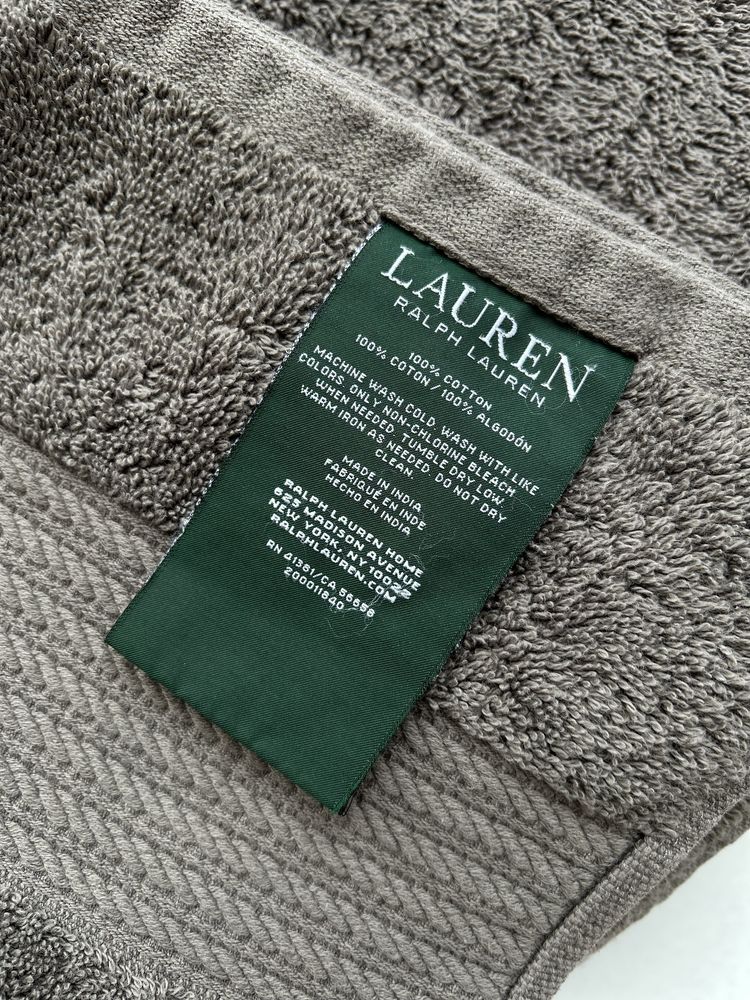 LAUREN
RALPH LAUREN
100% COTTON
100% COTON / 100% ALGODÓN
MACHINE WASH COLD. WASH WITH LIKE
COLORS. ONLY NON-CHLORINE BLEACH
WHEN NEEDED. TUMBLE DRY LOW.
WARM IRON AS NEEDED. DO NOT DRY
CLEAN.
MADE IN INDIA
FABRIQUÉ EN INDE
HECHO EN INDIA
RALPH LAUREN HOME
625 MADISON AVENUE
NEW YORK, NY 10022
RALPHLAUREN.COM
RN 41381/CA 56658
200011840